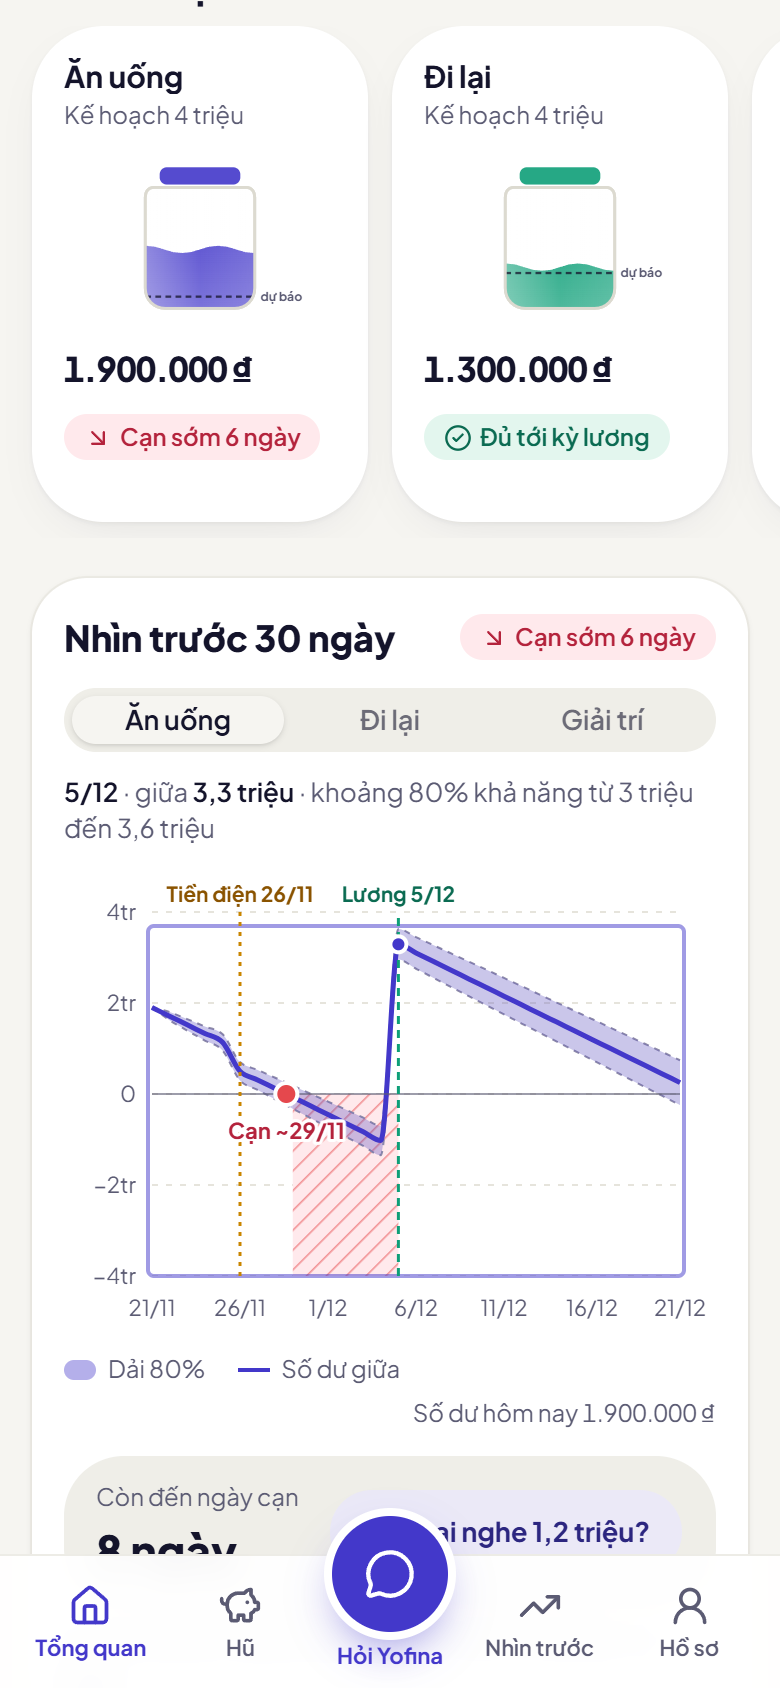 Ăn uống
Kế hoạch 4 triệu
dự báo
1.900.000 ₫
Cạn sớm 6 ngày
Đi lại
Kế hoạch 4 triệu
dự báo
1.300.000 ₫
Đủ tới kỳ lương
Nhìn trước 30 ngày
Cạn sớm 6 ngày
Ăn uống
Đi lại
Giải trí
5/12 · giữa 3,3 triệu · khoảng 80% khả năng từ 3 triệu
đến 3,6 triệu
Tiền điện 26/11
Lương 5/12
4tr
2tr
0
Cạn ~29/11
−2tr
−4tr
21/11
26/11
1/12
6/12
11/12
16/12
21/12
Dải 80%
Số dư giữa
Số dư hôm nay 1.900.000 ₫
Còn đến ngày cạn
8 ngày
nghe 1,2 triệu?
Tổng quan
Hũ
Hỏi Yofina
Nhìn trước
Hồ sơ